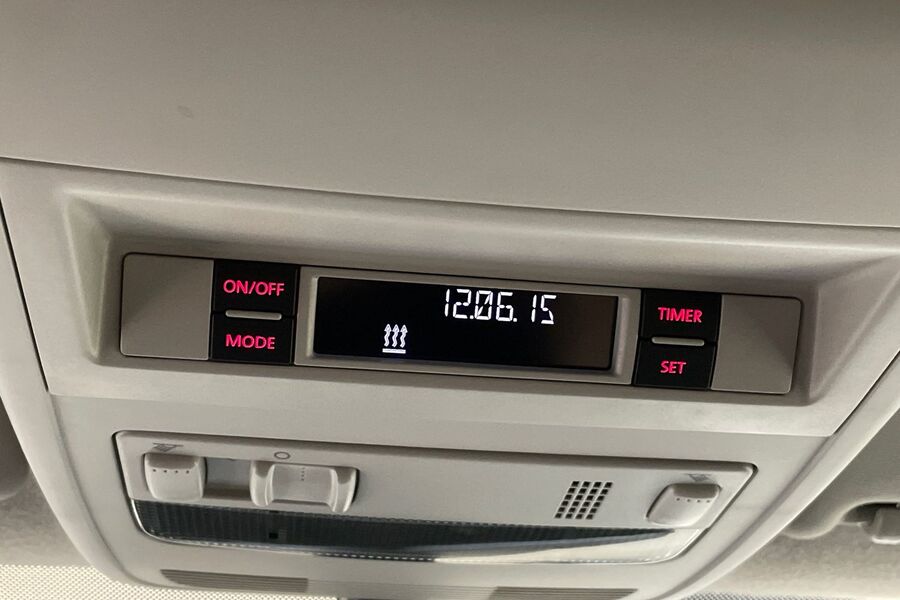 ON/OFF
MODE
12.06.15
TIMER
SET